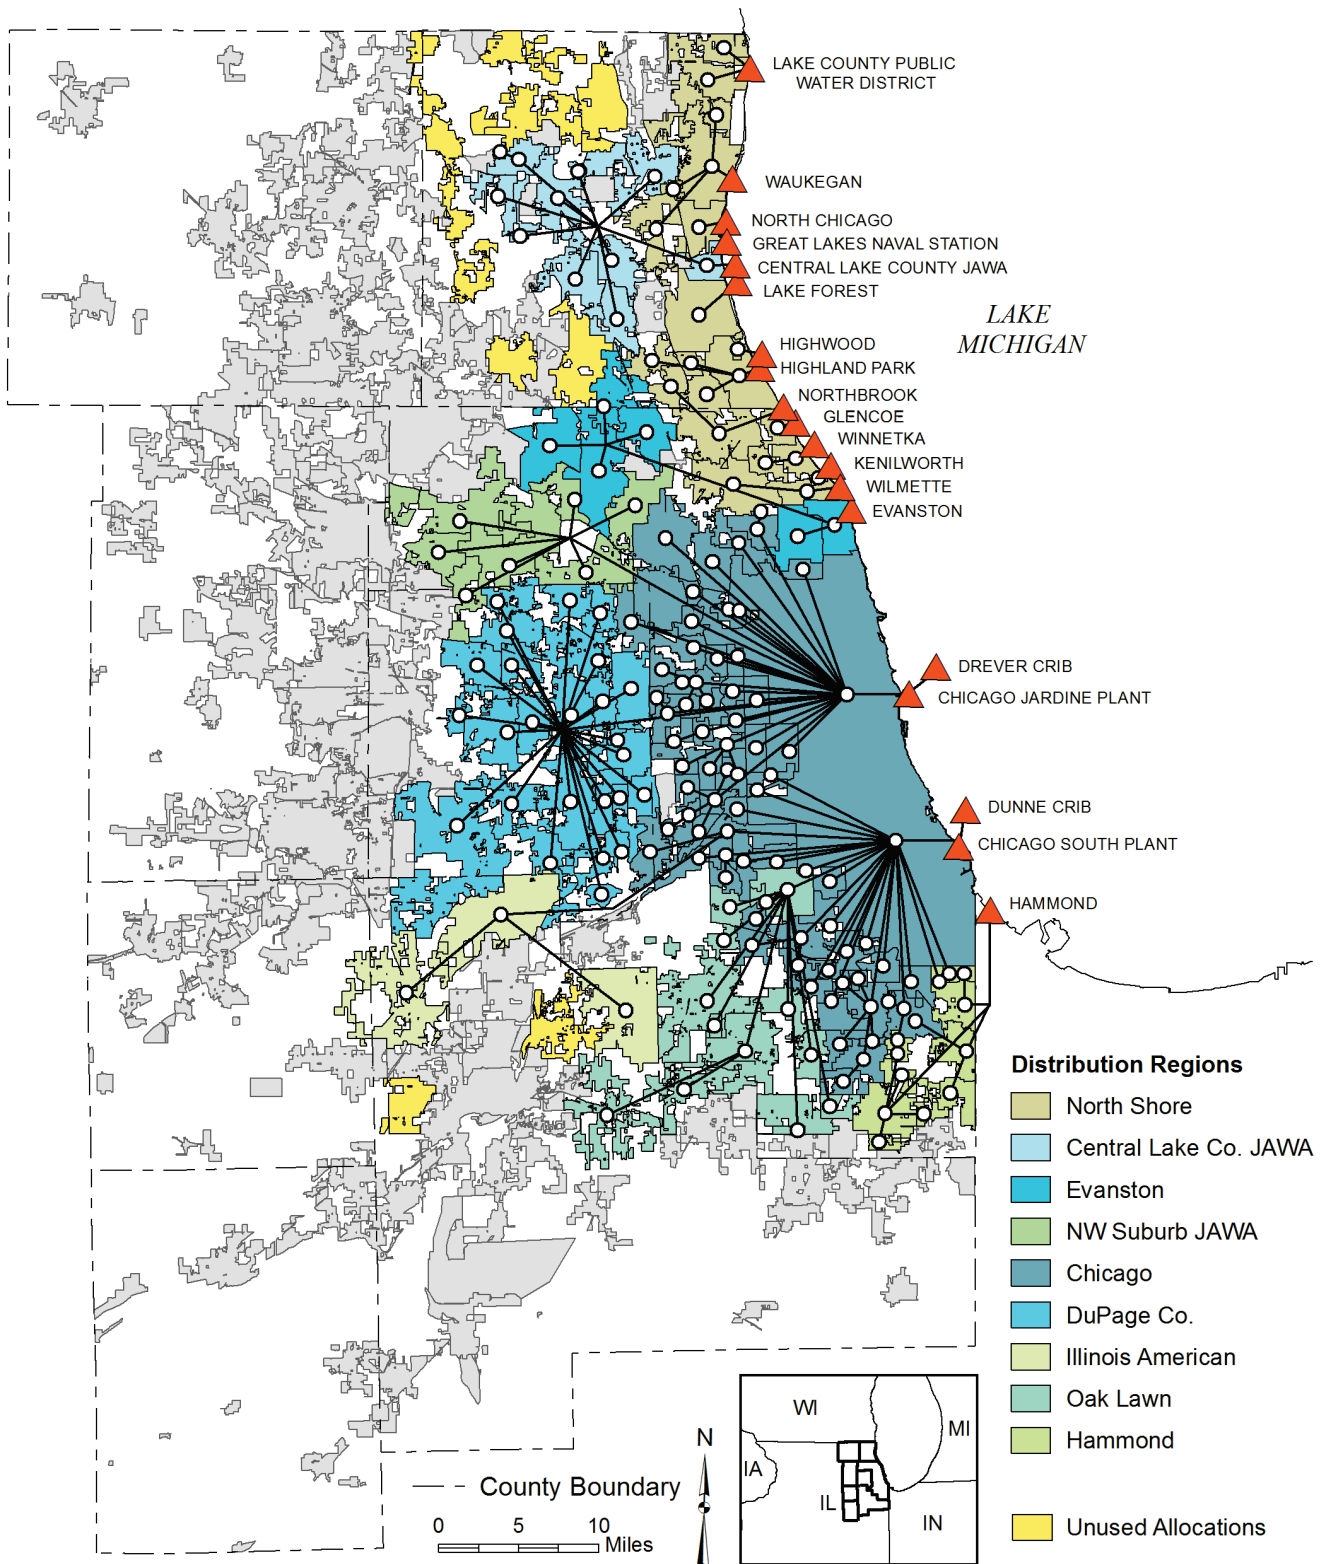 LAKE COUNTY PUBLIC
WATER DISTRICT
WAUKEGAN
NORTH CHICAGO
GREAT LAKES NAVAL STATION
CENTRAL LAKE COUNTY JAWA
LAKE FOREST
LAKE
MICHIGAN
HIGHWOOD
HIGHLAND PARK
NORTHBROOK
GLENCOE
WINNETKA
KENILWORTH
WILMETTE
EVANSTON
DREVER CRIB
CHICAGO JARDINE PLANT
DUNNE CRIB
CHICAGO SOUTH PLANT
HAMMOND
Distribution Regions
North Shore
Central Lake Co. JAWA
Evanston
NW Suburb JAWA
Chicago
DuPage Co.
Illinois American
Oak Lawn
Hammond
Unused Allocations
County Boundary
0 5 10
Miles
N
WI
MI
IA
IL
IN